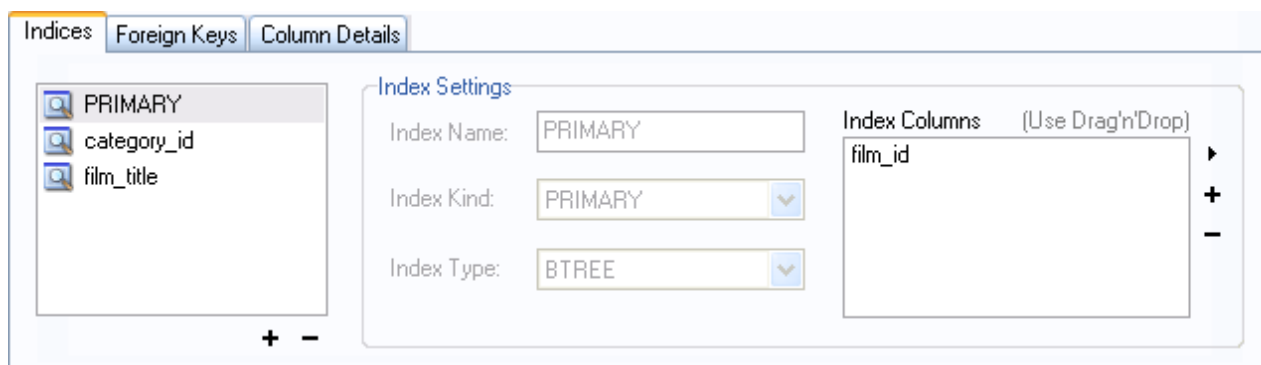 Indices Foreign Keys Column Details
PRIMARY
category_id
film_title
+ −
Index Settings
Index Name: PRIMARY
Index Kind: PRIMARY
Index Type: BTREE
Index Columns (Use Drag'n'Drop)
film_id
+
−